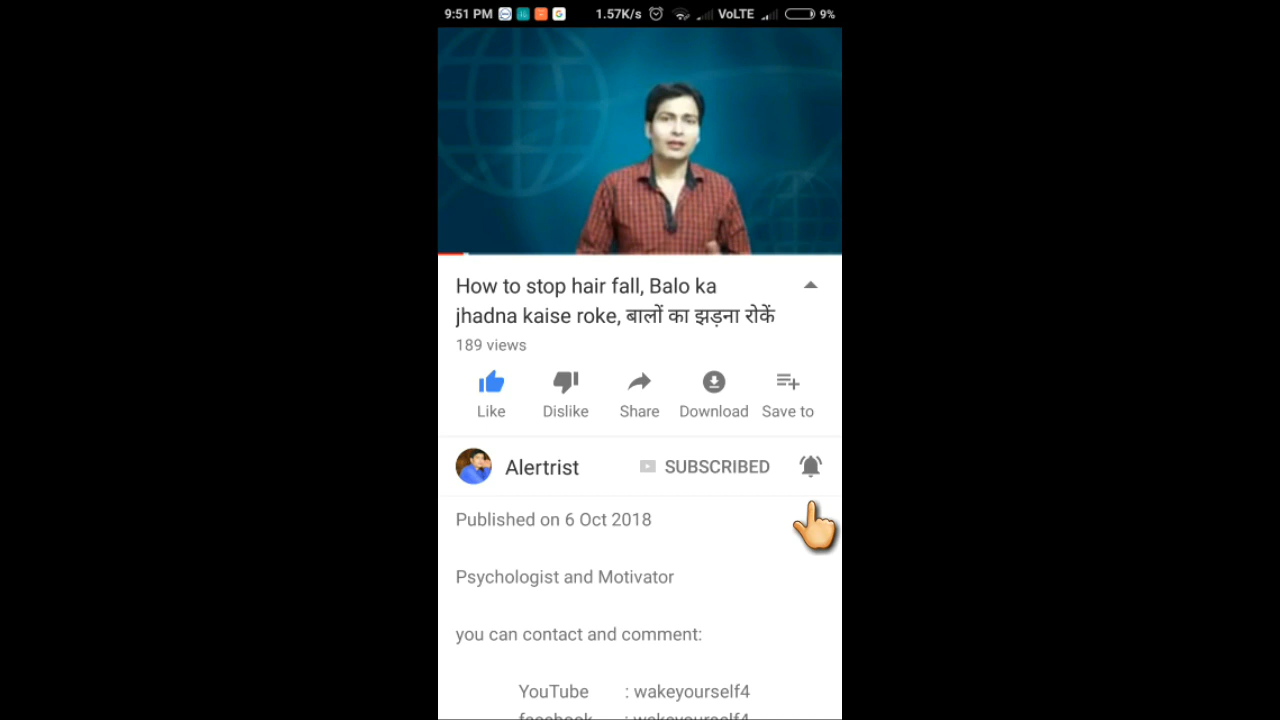 9:51 PM 1.57K/s VoLTE 9%
How to stop hair fall, Balo ka
jhadna kaise roke, बालों का झड़ना रोकें
189 views
Like Dislike Share Download Save to
Alertrist SUBSCRIBED
Published on 6 Oct 2018
Psychologist and Motivator
you can contact and comment:
YouTube : wakeyourself4
facebook : wakeyourself4